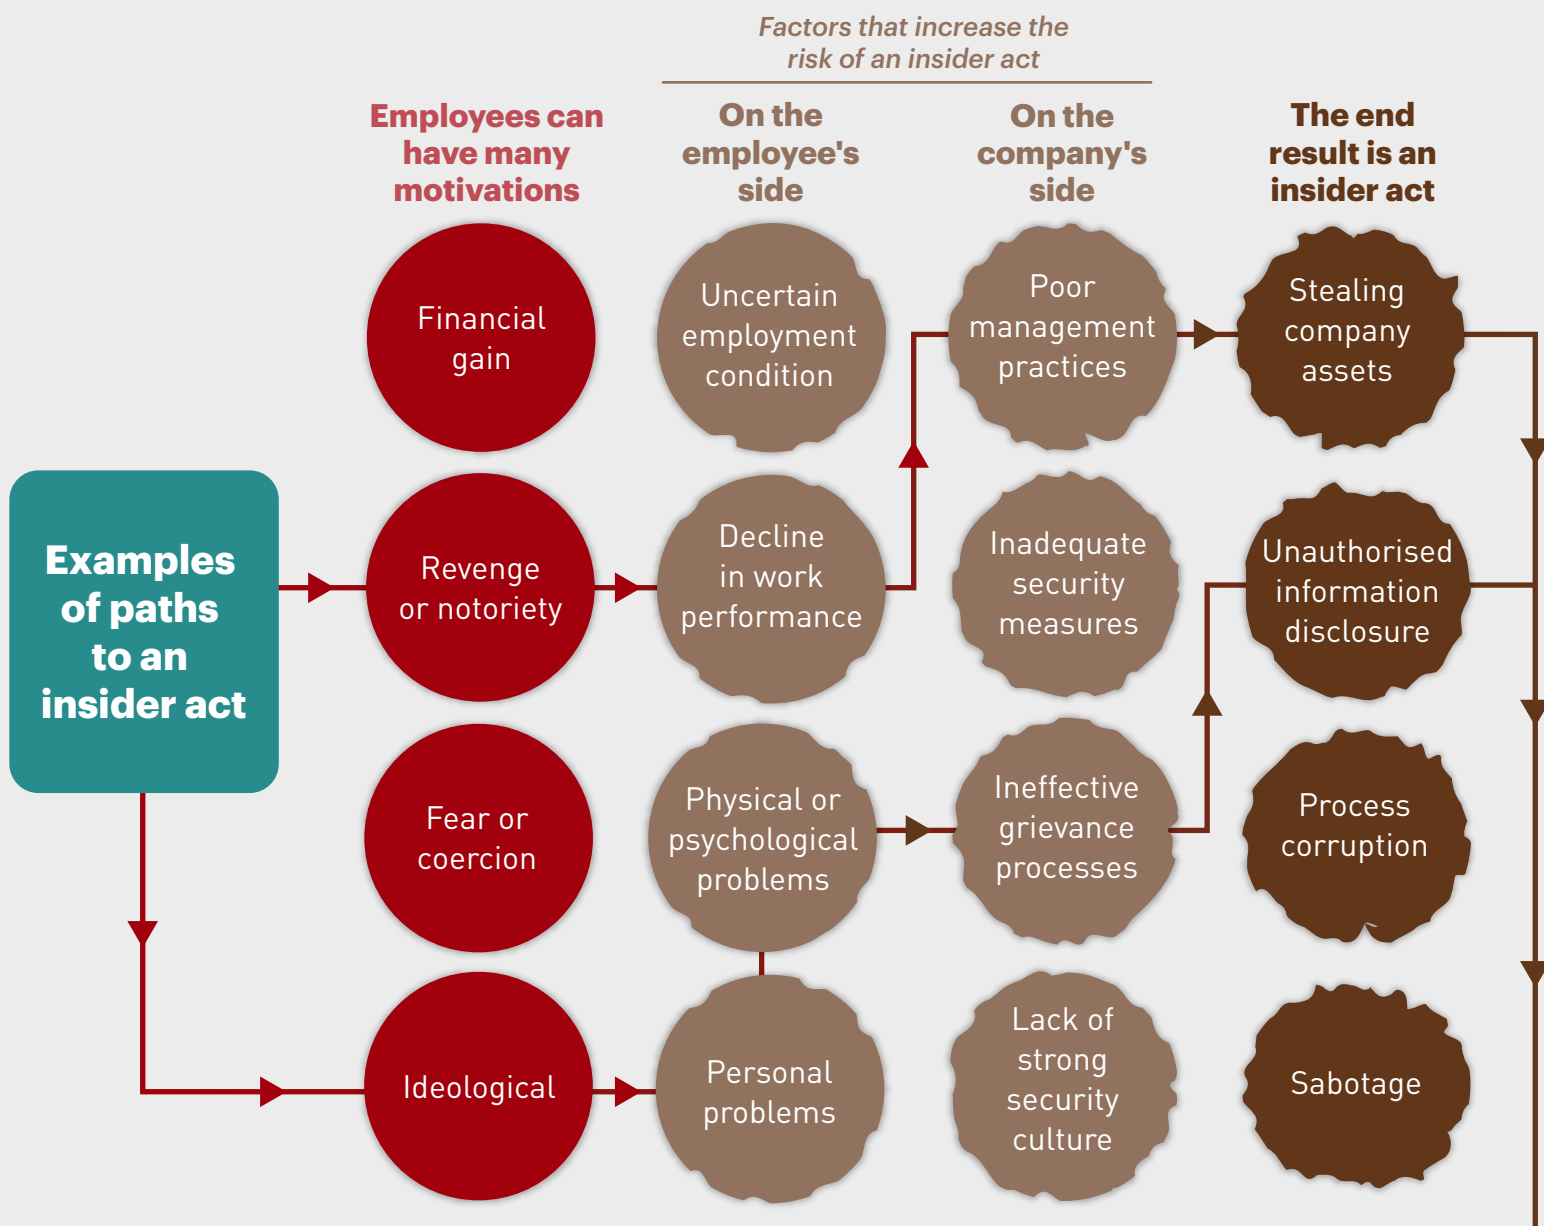 Factors that increase the
risk of an insider act
Employees can
have many
motivations
On the
employee's
side
On the
company's
side
The end
result is an
insider act
Examples
of paths
to an
insider act
Financial
gain
Uncertain
employment
condition
Poor
management
practices
Stealing
company
assets
Revenge
or notoriety
Decline
in work
performance
Inadequate
security
measures
Unauthorised
information
disclosure
Fear or
coercion
Physical or
psychological
problems
Ineffective
grievance
processes
Process
corruption
Ideological
Personal
problems
Lack of
strong
security
culture
Sabotage